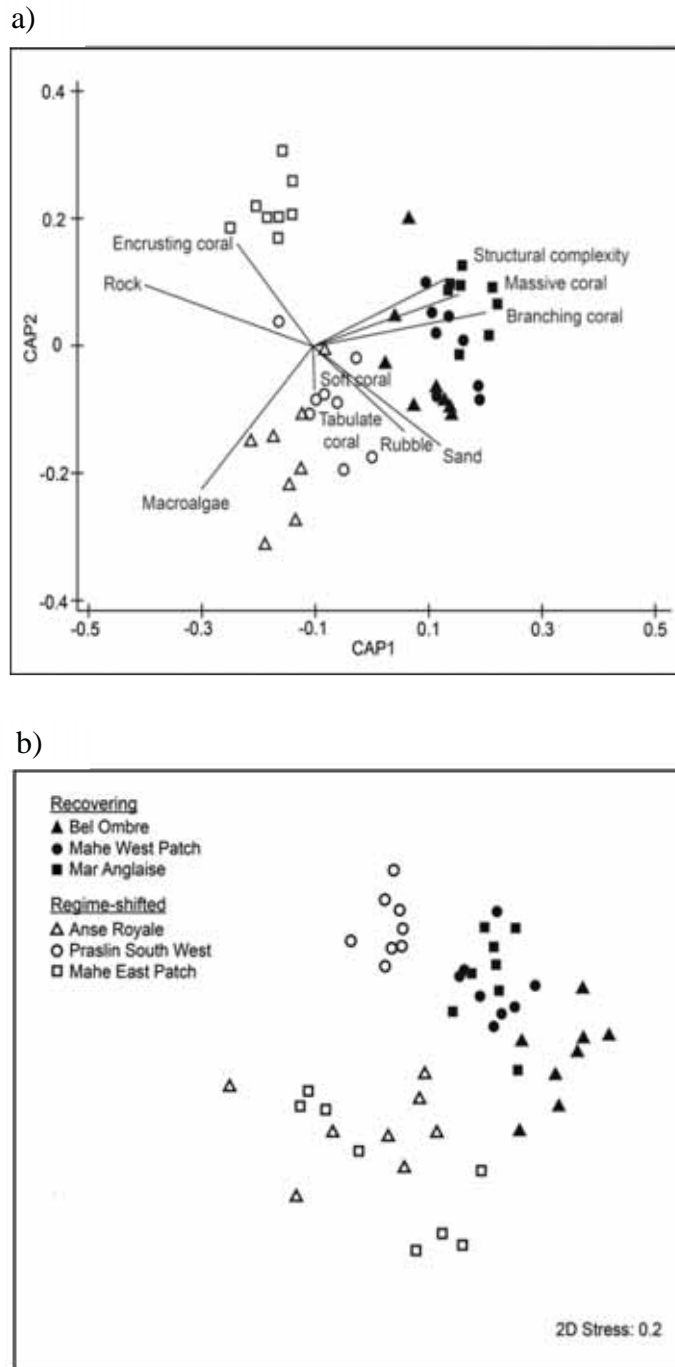 a)
0.4
0.2
0
-0.2
-0.4
CAP2
Encrusting coral
Rock
Structural complexity
Massive coral
Branching coral
Soft coral
Tabulate
coral
Rubble
Sand
Macroalgae
-0.5
-0.3
-0.1
0.1
0.3
0.5
CAP1
b)
Recovering
Bel Ombre
Mahe West Patch
Mar Anglaise
Regime-shifted
Anse Royale
Praslin South West
Mahe East Patch
2D Stress: 0.2